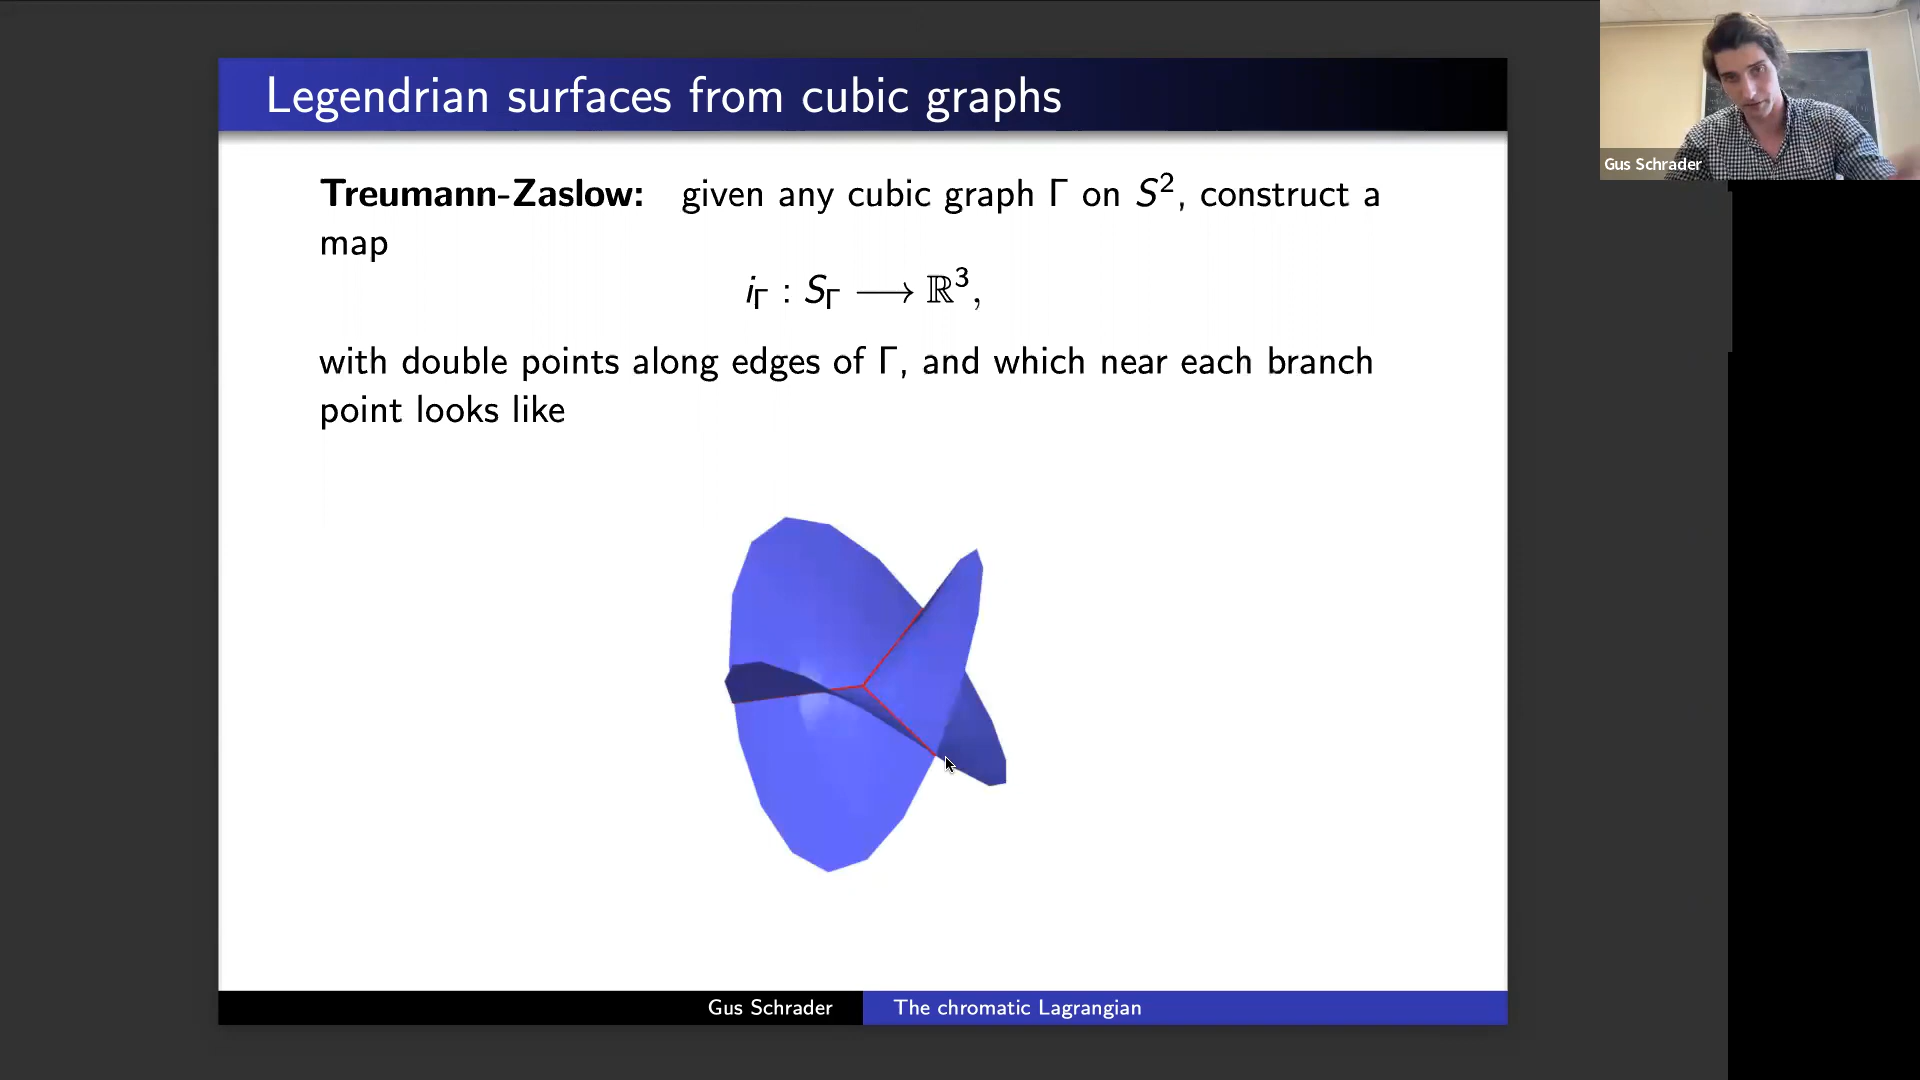 Legendrian surfaces from cubic graphs
Gus Schrader
Treumann-Zaslow: given any cubic graph Γ on S², construct a
map
i_Γ : S_Γ ⟶ ℝ³,
with double points along edges of Γ, and which near each branch
point looks like
Gus Schrader
The chromatic Lagrangian